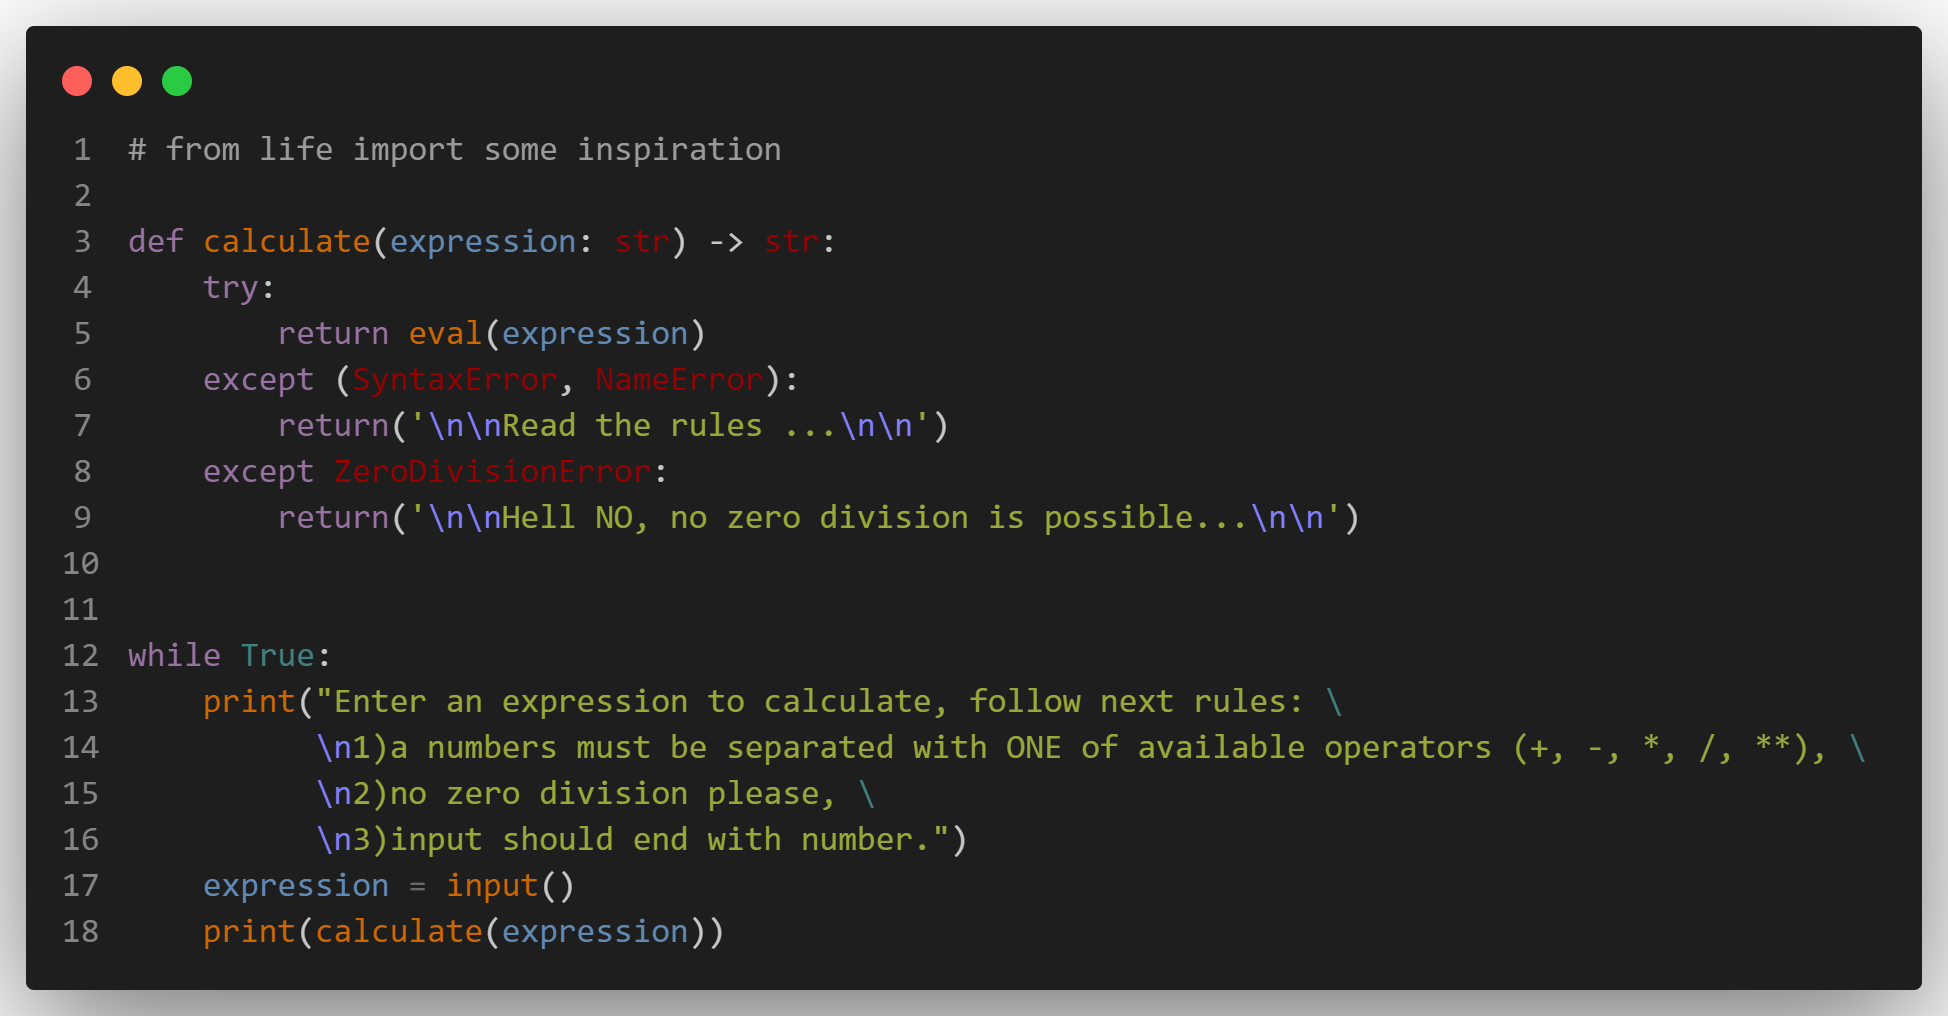 1 # from life import some inspiration
2
3 def calculate(expression: str) -> str:
4     try:
5         return eval(expression)
6     except (SyntaxError, NameError):
7         return('\n\nRead the rules ...\n\n')
8     except ZeroDivisionError:
9         return('\n\nHell NO, no zero division is possible...\n\n')
10
11
12 while True:
13     print("Enter an expression to calculate, follow next rules: \
14           \n1)a numbers must be separated with ONE of available operators (+, -, *, /, **), \
15           \n2)no zero division please, \
16           \n3)input should end with number.")
17     expression = input()
18     print(calculate(expression))